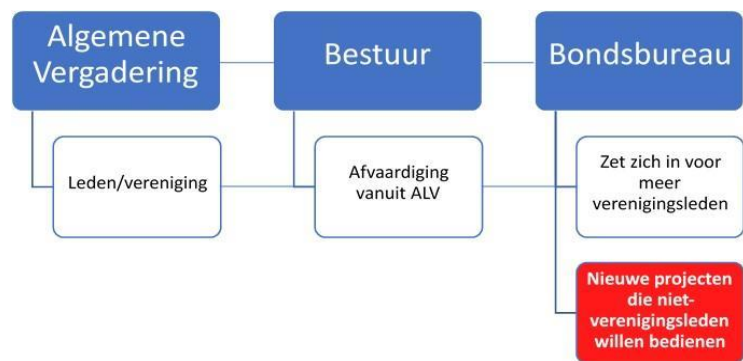 Algemene
Vergadering
Bestuur
Bondsbureau
Leden/vereniging
Afvaardiging
vanuit ALV
Zet zich in voor
meer
verenigingsleden
Nieuwe projecten
die niet-
verenigingsleden
willen bedienen